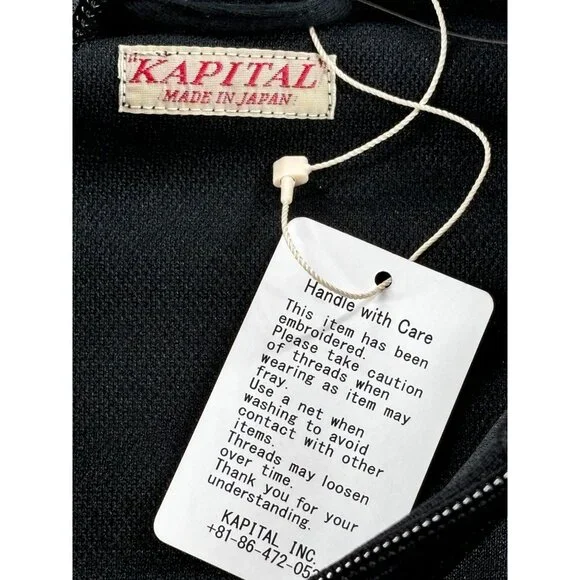 KAPITAL
MADE IN JAPAN
Handle with Care
This item has been
embroidered.
Please take caution
of threads when
wearing as item may
fray.
Use a net when
washing to avoid
contact with other
items.
Threads may loosen
over time.
Thank you for your
understanding.
KAPITAL INC.
+81-86-472-05